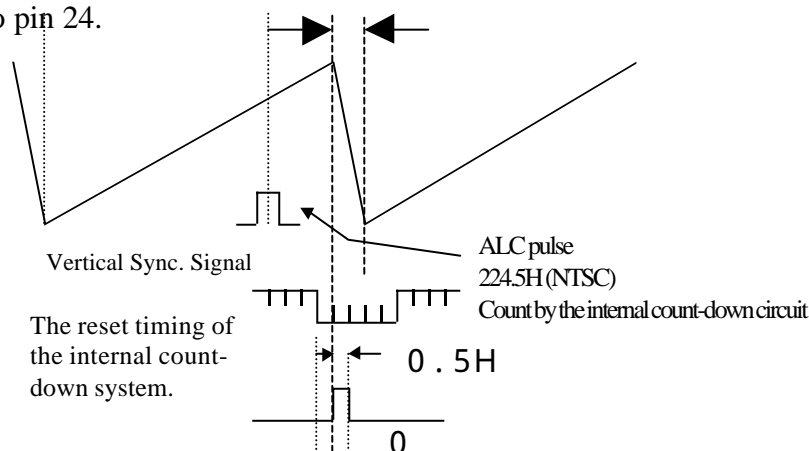 pin 24.
Vertical Sync. Signal
ALC pulse
224.5H (NTSC)
Count by the internal count-down circuit
The reset timing of
the internal count-
down system.
0.5H
0